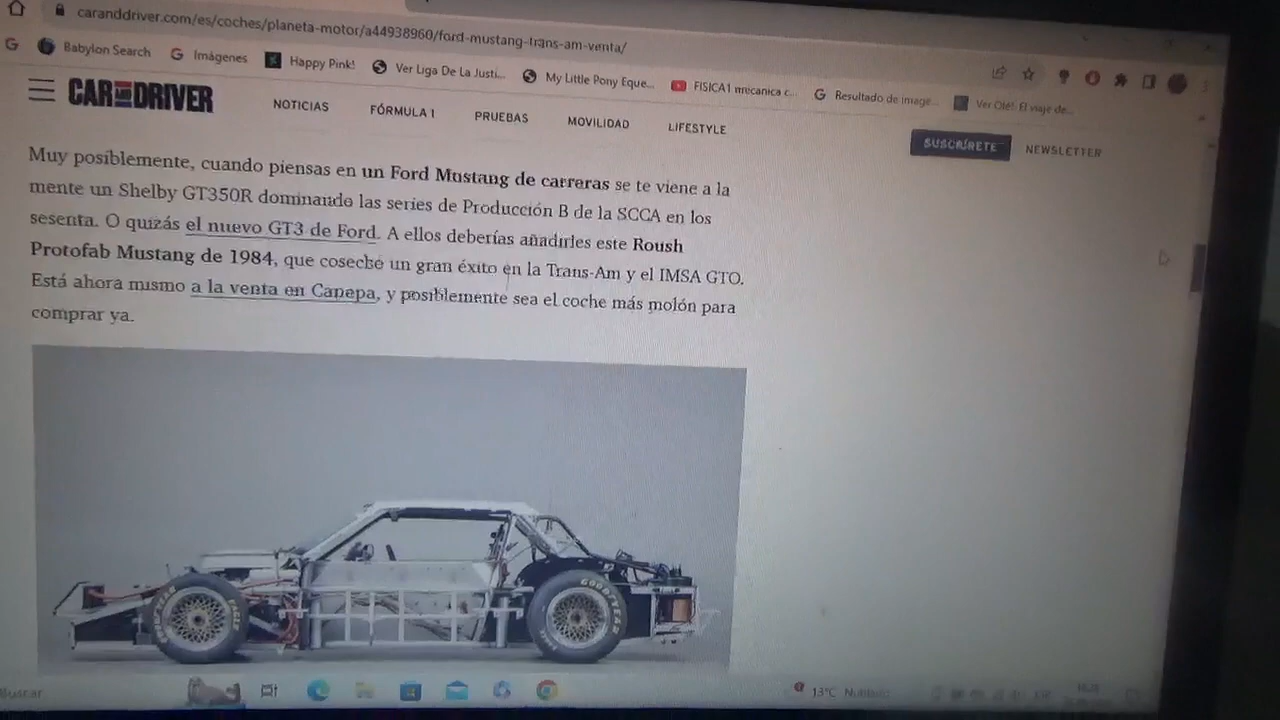 caranddriver.com/es/coches/planeta-motor/a44938960/ford-mustang-trans-am-venta/
G Babylon Search G Imágenes Happy Pink! Ver Liga De La Justi... My Little Pony Eque... FISICA1 mecanica c... G Resultado de image... Ver Olé! El viaje de...
CAR AND DRIVER NOTICIAS FÓRMULA 1 PRUEBAS MOVILIDAD LIFESTYLE SUSCRÍBETE NEWSLETTER
Muy posiblemente, cuando piensas en un Ford Mustang de carreras se te viene a la
mente un Shelby GT350R dominando las series de Producción B de la SCCA en los
sesenta. O quizás el nuevo GT3 de Ford. A ellos deberías añadirles este Roush
Protofab Mustang de 1984, que cosechó un gran éxito en la Trans-Am y el IMSA GTO.
Está ahora mismo a la venta en Canepa, y posiblemente sea el coche más molón para
comprar ya.
GOODYEAR
Buscar 13°C Nublado